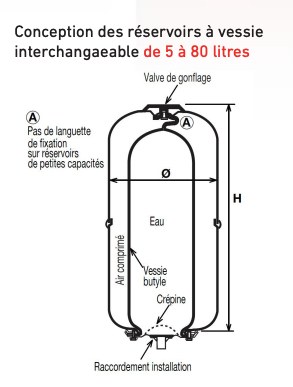 Conception des réservoirs à vessie
interchangaeable de 5 à 80 litres
Valve de gonflage
A
Pas de languette
de fixation
sur réservoirs
de petites capacités
A
Ø
H
Eau
Air comprimé
Vessie
butyle
Crépine
Raccordement installation